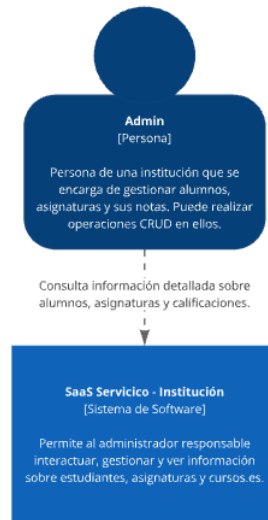 Admin
[Persona]
Persona de una institución que se
encarga de gestionar alumnos,
asignaturas y sus notas. Puede realizar
operaciones CRUD en ellos.
Consulta información detallada sobre
alumnos, asignaturas y calificaciones.
SaaS Servicico - Institución
[Sistema de Software]
Permite al administrador responsable
interactuar, gestionar y ver información
sobre estudiantes, asignaturas y cursos.es.